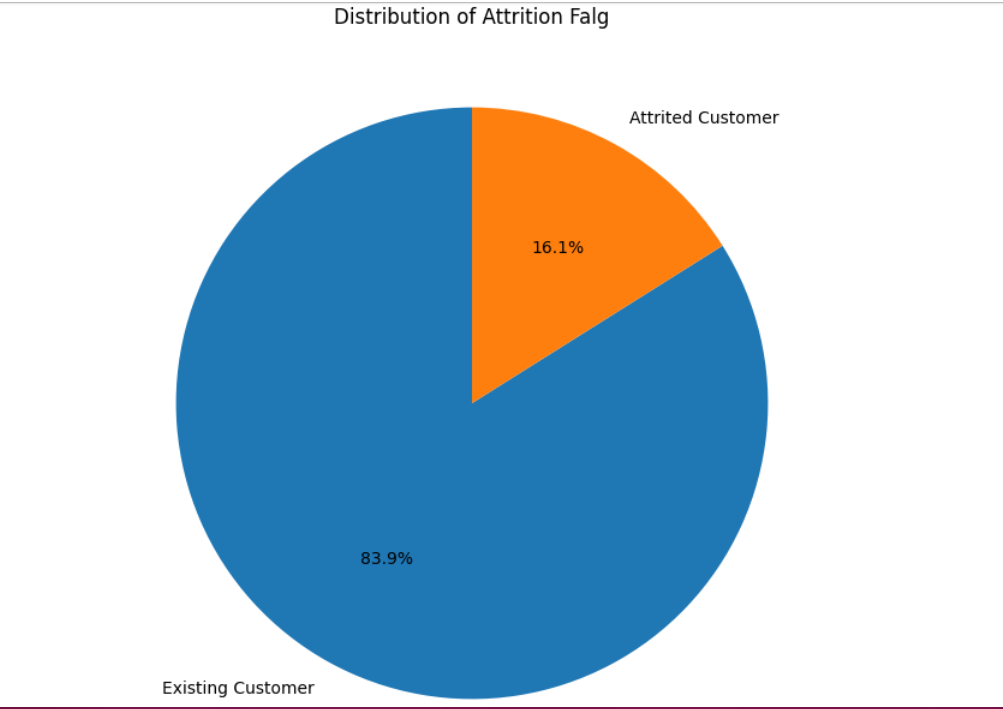 Distribution of Attrition Falg
Attrited Customer
16.1%
83.9%
Existing Customer